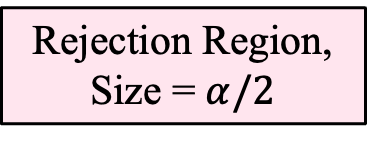 Rejection Region,
Size = α/2